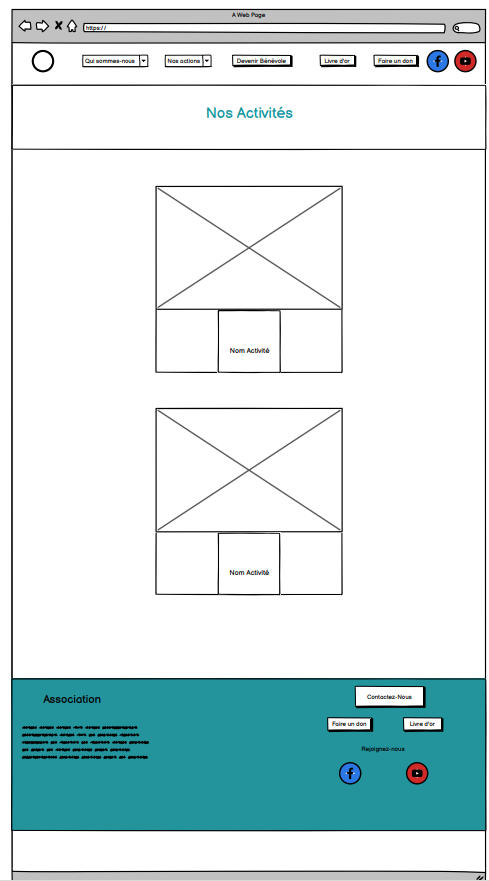 A Web Page
https://
Qui sommes-nous
Nos actions
Devenir Bénévole
Livre d'or
Faire un don
Nos Activités
Nom Activité
Nom Activité
Association
Contactez-Nous
Faire un don
Livre d'or
Rejoignez-nous